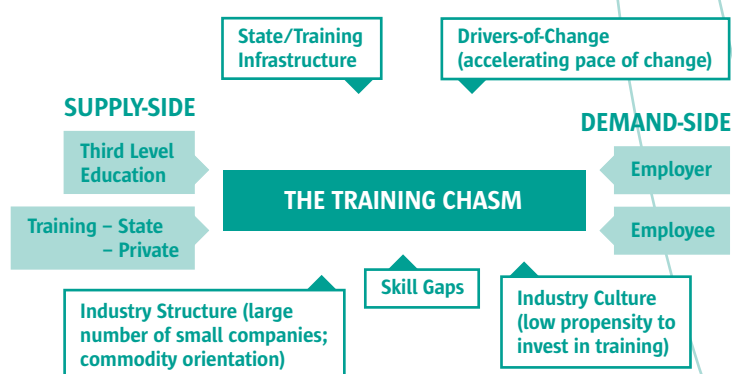 State/Training
Infrastructure
Drivers-of-Change
(accelerating pace of change)
SUPPLY-SIDE
DEMAND-SIDE
Third Level
Education
THE TRAINING CHASM
Employer
Training – State
– Private
Employee
Skill Gaps
Industry Structure (large
number of small companies;
commodity orientation)
Industry Culture
(low propensity to
invest in training)